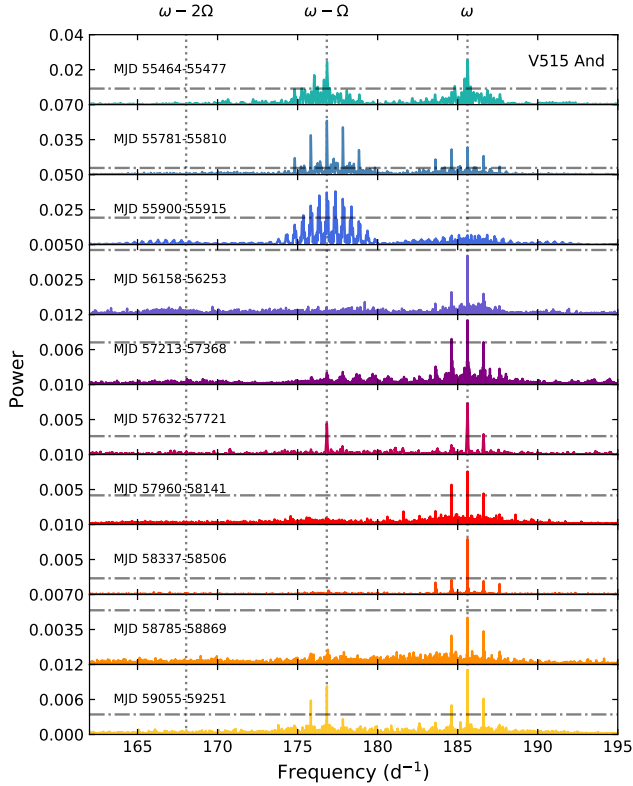 ω − 2Ω ω − Ω ω
0.04
MJD 55464-55477 V515 And
0.02
0.070
0.035
MJD 55781-55810
0.050
MJD 55900-55915
0.025
0.0050
MJD 56158-56253
0.0025
0.012
MJD 57213-57368
0.006
0.010
MJD 57632-57721
0.005
0.010
MJD 57960-58141
0.005
0.010
MJD 58337-58506
0.005
0.0070
MJD 58785-58869
0.0035
0.012
MJD 59055-59251
0.006
0.000
Power
165 170 175 180 185 190 195
Frequency (d⁻¹)